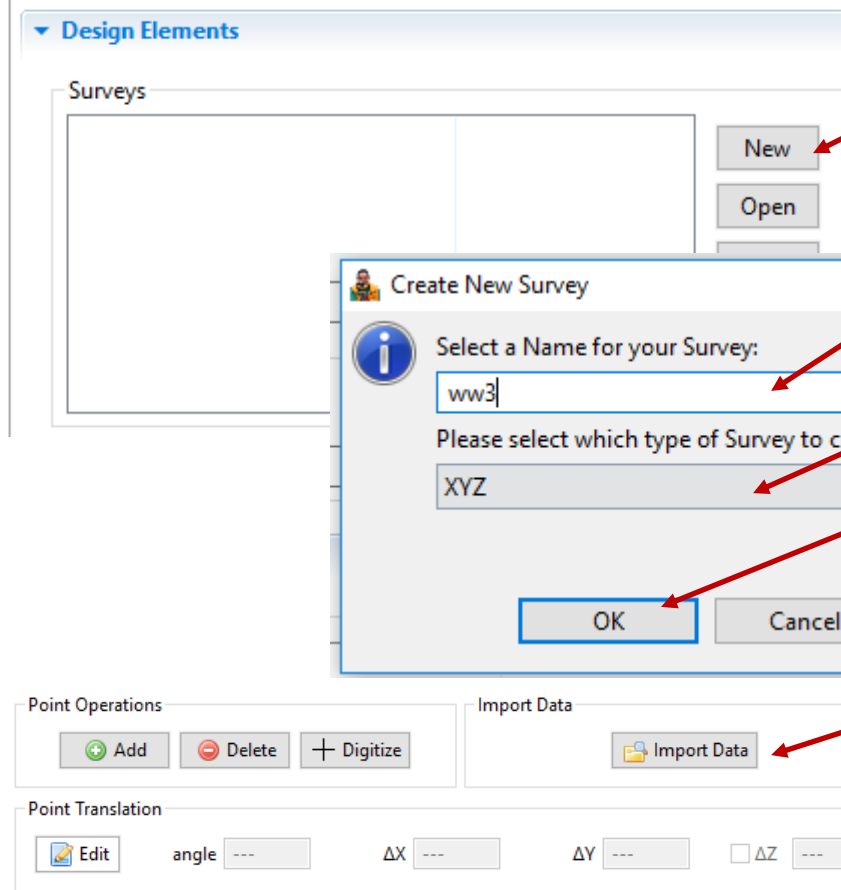 Design Elements
Surveys
New
Open
Create New Survey
Select a Name for your Survey:
ww3
Please select which type of Survey to c
XYZ
OK Cancel
Point Operations Import Data
Add Delete Digitize Import Data
Point Translation
Edit angle --- ΔX --- ΔY --- ΔZ ---